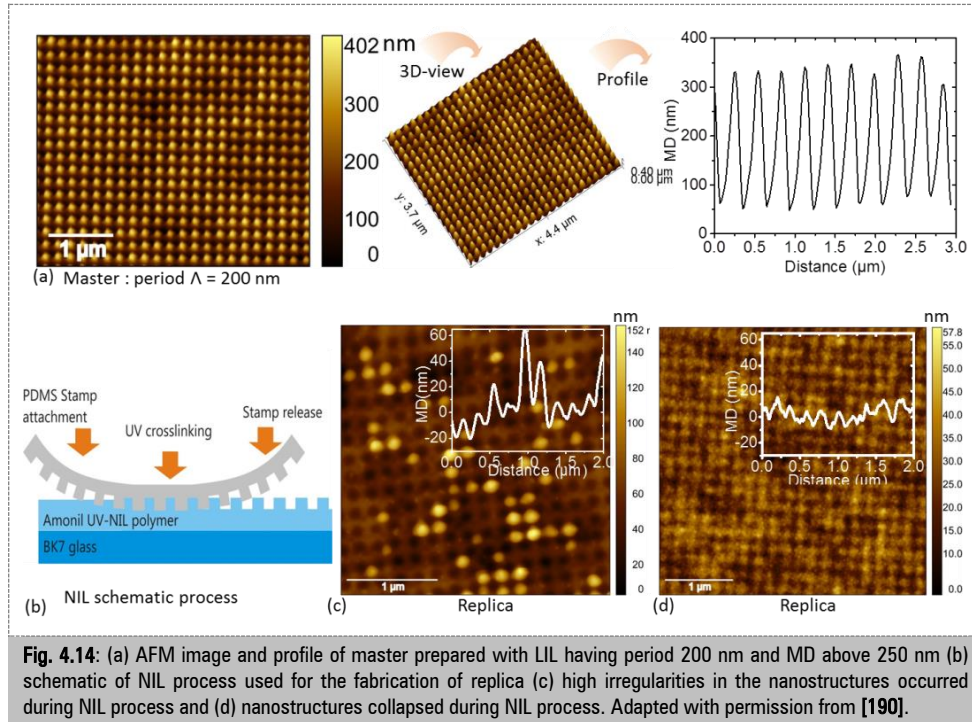 402 nm
300
200
100
0
1 µm
(a) Master : period Λ = 200 nm
3D-view
Profile
0.40 µm
0.00 µm
y: 3.7 µm
x: 4.4 µm
400
350
300
250
200
150
100
50
0
MD (nm)
0.0 0.5 1.0 1.5 2.0 2.5 3.0
Distance (µm)
PDMS Stamp
attachment
UV crosslinking
Stamp release
Amonil UV-NIL polymer
BK7 glass
(b) NIL schematic process
nm
152 r
140
120
100
80
60
40
20
0
60
40
20
0
-20
MD(nm)
0.0 0.5 1.0 1.5 2.0
Distance (µm)
1 µm
(c) Replica
nm
57.8
55.0
50.0
45.0
40.0
35.0
30.0
25.0
20.0
15.0
10.0
0.0
60
40
20
0
-20
MD (nm)
0.0 0.5 1.0 1.5 2.0
Distance (µm)
1 µm
(d) Replica
Fig. 4.14: (a) AFM image and profile of master prepared with LIL having period 200 nm and MD above 250 nm (b)
schematic of NIL process used for the fabrication of replica (c) high irregularities in the nanostructures occurred
during NIL process and (d) nanostructures collapsed during NIL process. Adapted with permission from [190].